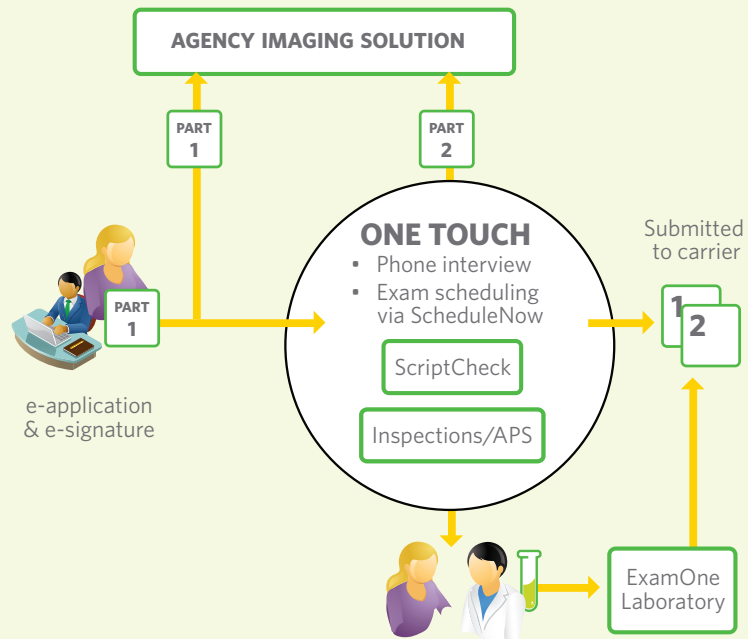 AGENCY IMAGING SOLUTION
PART
1
PART
2
ONE TOUCH
• Phone interview
• Exam scheduling
via ScheduleNow
ScriptCheck
Inspections/APS
Submitted
to carrier
1
2
PART
1
e-application
& e-signature
ExamOne
Laboratory